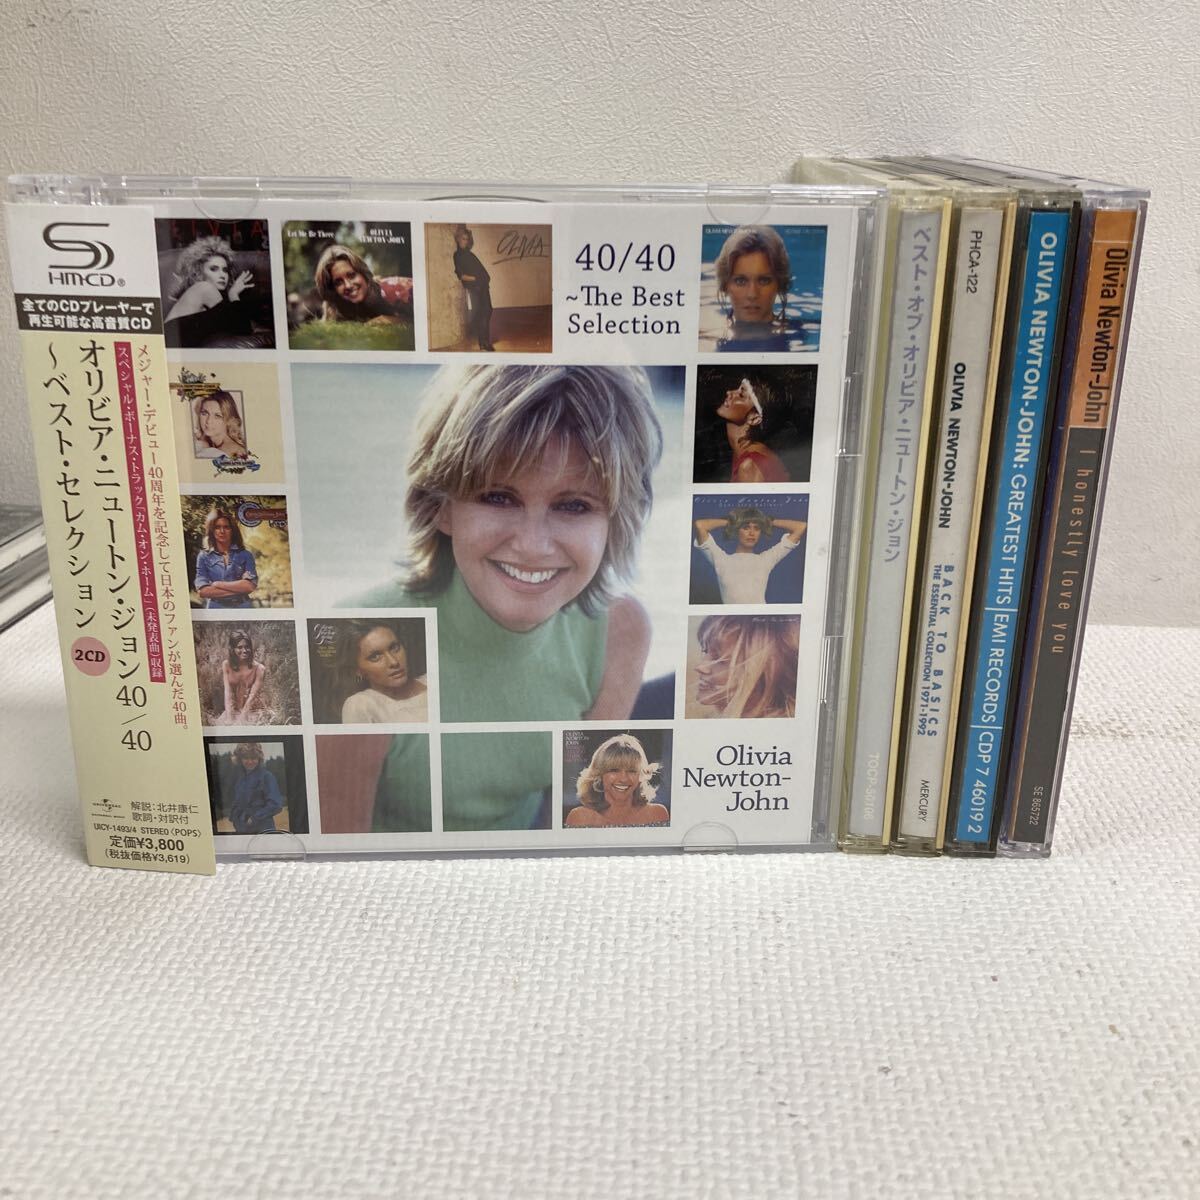 SHM-CD®
全てのCDプレーヤーで
再生可能な高音質CD
メジャー・デビュー40周年を記念して日本のファンが選んだ40曲。
スペシャル・ボーナス・トラック「カム・オン・ホーム」(未発表曲)収録
オリビア・ニュートン・ジョン 40/40
～ベスト・セレクション
2CD
UNIVERSAL
解説:北井康仁
歌詞・対訳付
UICY-1493/4 STEREO〈POPS〉
定価¥3,800
(税抜価格¥3,619)
OLIVIA
Let Me Be There
OLIVIA
NEWTON-JOHN
OLIVIA
40/40
~The Best
Selection
Olivia
Newton-
John
ベスト・オブ・オリビア・ニュートン・ジョン
TOCP-50106
PHCA-122
OLIVIA NEWTON-JOHN
BACK TO BASICS
THE ESSENTIAL COLLECTION 1971-1992
MERCURY
OLIVIA NEWTON-JOHN: GREATEST HITS|EMI RECORDS|CDP 7 46019 2
Olivia Newton-John
I honestly love you
SE 865722